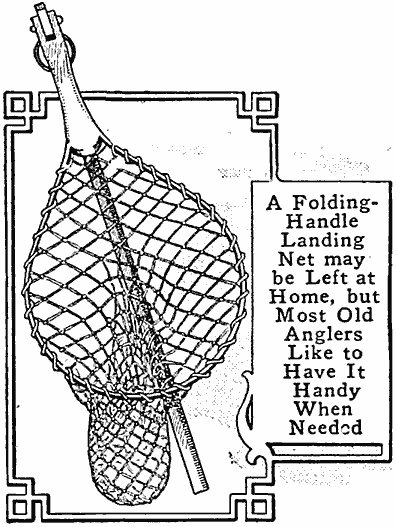 A Folding-
Handle
Landing
Net may
be Left at
Home, but
Most Old
Anglers
Like to
Have It
Handy
When
Needed